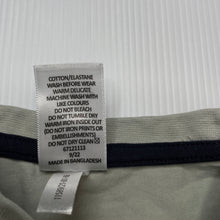 COTTON/ELASTANE
WASH BEFORE WEAR
WARM DELICATE
MACHINE WASH WITH
LIKE COLOURS
DO NOT BLEACH
DO NOT TUMBLE DRY
WARM IRON INSIDE OUT
(DO NOT IRON PRINTS OR
EMBELLISHMENTS)
DO NOT DRY CLEAN
67121113
9/22
MADE IN BANGLADESH